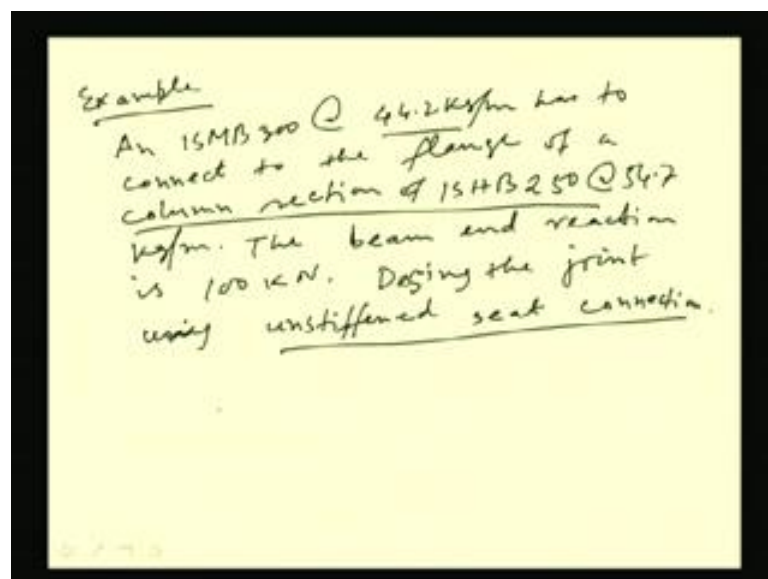 Example
An ISMB 300 @ 44.2 Kg/m has to
connect to the flange of a
column section of ISHB 250 @ 54.7
kg/m. The beam end reaction
is 100 KN. Desing the joint
using unstiffened seat connection.